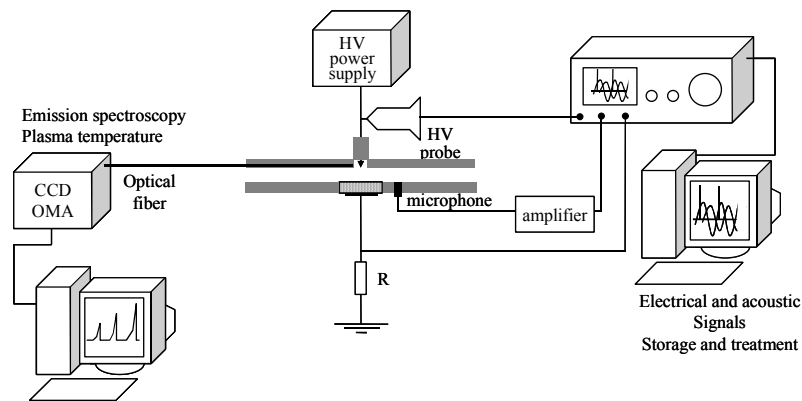 HV
power
supply
Emission spectroscopy
Plasma temperature
HV
probe
CCD
OMA
Optical
fiber
microphone
amplifier
R
Electrical and acoustic
Signals
Storage and treatment